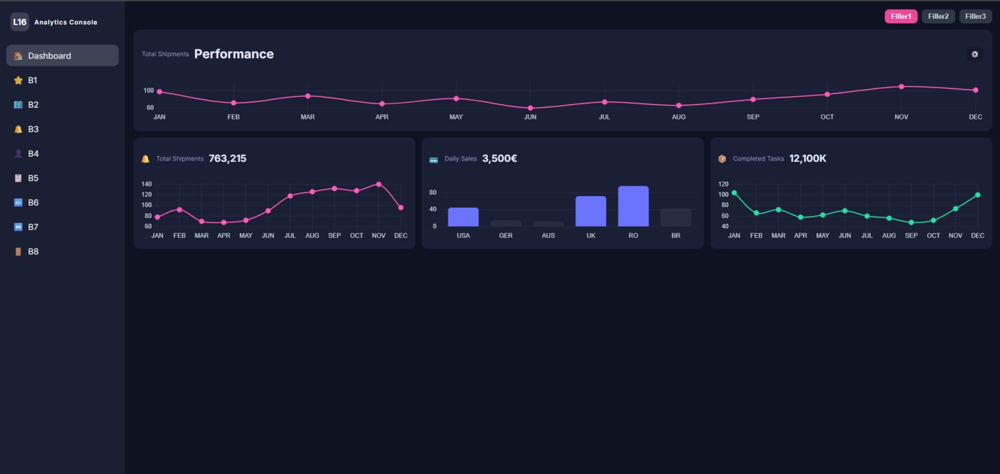 L16 Analytics Console
Filler1 Filler2 Filler3
Dashboard
B1
B2
B3
B4
B5
B6
B7
B8
Total Shipments Performance
100
60
JAN FEB MAR APR MAY JUN JUL AUG SEP OCT NOV DEC
Total Shipments 763,215
140
120
100
80
60
JAN FEB MAR APR MAY JUN JUL AUG SEP OCT NOV DEC
Daily Sales 3,500€
80
40
0
USA GER AUS UK RO BR
Completed Tasks 12,100K
120
100
80
60
40
JAN FEB MAR APR MAY JUN JUL AUG SEP OCT NOV DEC